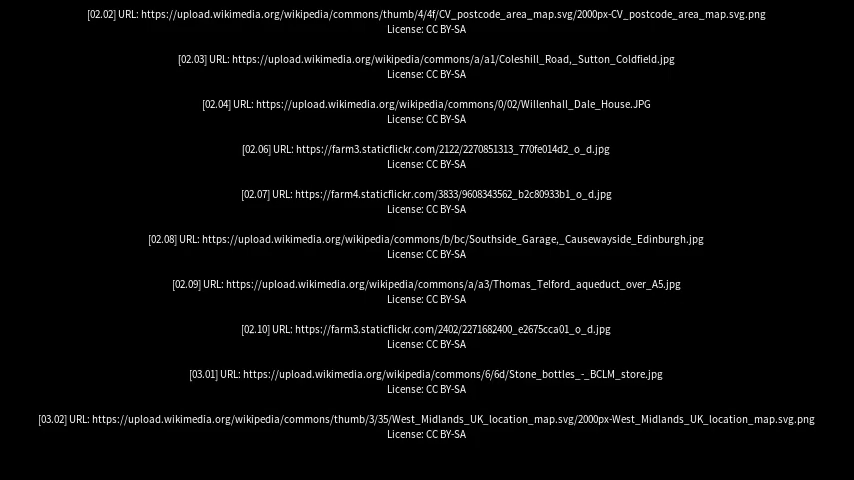 [02.02] URL: https://upload.wikimedia.org/wikipedia/commons/thumb/4/4f/CV_postcode_area_map.svg/2000px-CV_postcode_area_map.svg.png
License: CC BY-SA
[02.03] URL: https://upload.wikimedia.org/wikipedia/commons/a/a1/Coleshill_Road,_Sutton_Coldfield.jpg
License: CC BY-SA
[02.04] URL: https://upload.wikimedia.org/wikipedia/commons/0/02/Willenhall_Dale_House.JPG
License: CC BY-SA
[02.06] URL: https://farm3.staticflickr.com/2122/2270851313_770fe014d2_o_d.jpg
License: CC BY-SA
[02.07] URL: https://farm4.staticflickr.com/3833/9608343562_b2c80933b1_o_d.jpg
License: CC BY-SA
[02.08] URL: https://upload.wikimedia.org/wikipedia/commons/b/bc/Southside_Garage,_Causewayside_Edinburgh.jpg
License: CC BY-SA
[02.09] URL: https://upload.wikimedia.org/wikipedia/commons/a/a3/Thomas_Telford_aqueduct_over_A5.jpg
License: CC BY-SA
[02.10] URL: https://farm3.staticflickr.com/2402/2271682400_e2675cca01_o_d.jpg
License: CC BY-SA
[03.01] URL: https://upload.wikimedia.org/wikipedia/commons/6/6d/Stone_bottles_-_BCLM_store.jpg
License: CC BY-SA
[03.02] URL: https://upload.wikimedia.org/wikipedia/commons/thumb/3/35/West_Midlands_UK_location_map.svg/2000px-West_Midlands_UK_location_map.svg.png
License: CC BY-SA